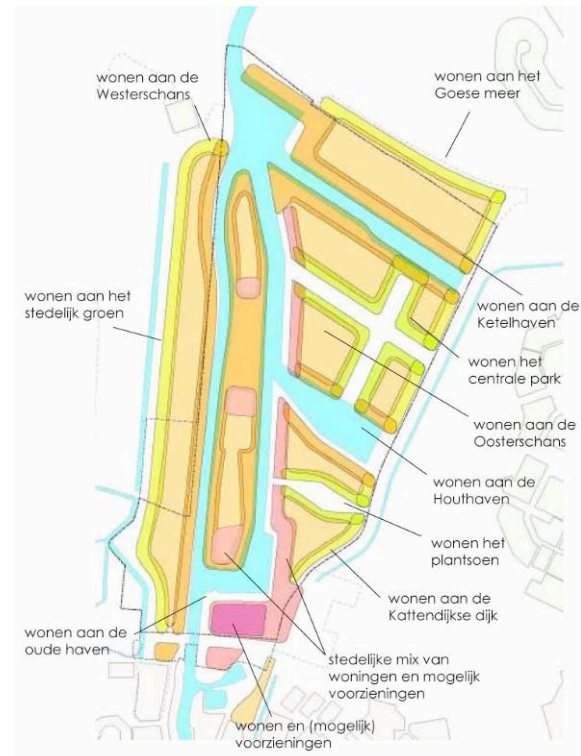 wonen aan de
Westerschans
wonen aan het
Goese meer
wonen aan het
stedelijk groen
wonen aan de
Ketelhaven
wonen het
centrale park
wonen aan de
Oosterschans
wonen aan de
Houthaven
wonen het
plantsoen
wonen aan de
Kattendijkse dijk
wonen aan de
oude haven
stedelijke mix van
woningen en mogelijk
voorzieningen
wonen en (mogelijk)
voorzieningen